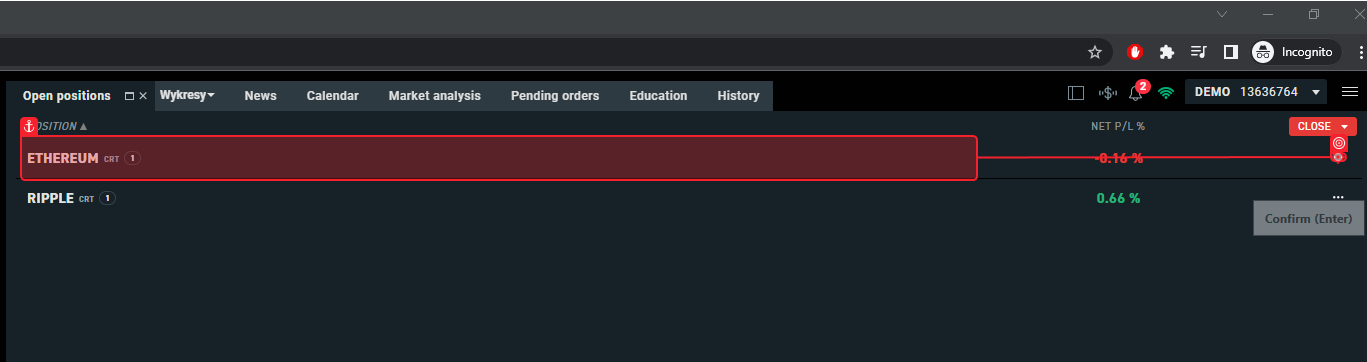 Incognito
Open positions Wykresy News Calendar Market analysis Pending orders Education History 2 DEMO 13636764
OSITION NET P/L % CLOSE
ETHEREUM CRT 1 -0.16 %
RIPPLE CRT 1 0.66 % ...
Confirm (Enter)